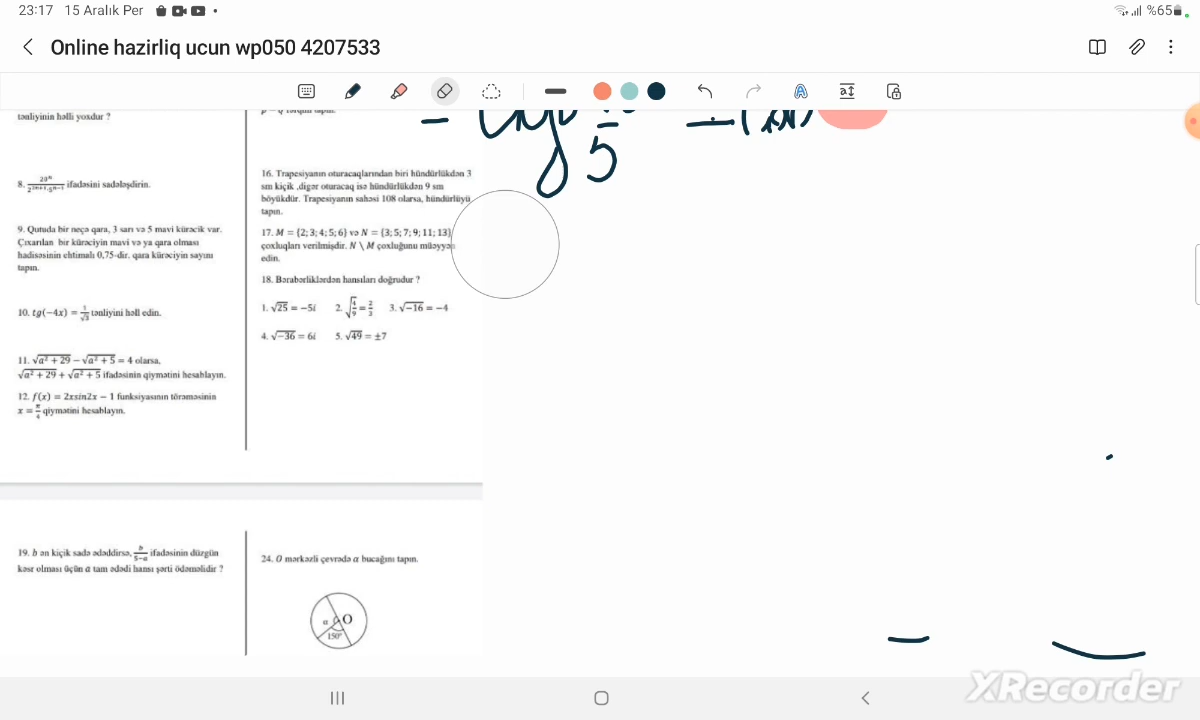 23:17 15 Aralık Per %65
Online hazirliq ucun wp050 4207533
tənliyinin həlli yoxdur ?
8. ifadəsini sadələşdirin.
9. Qutuda bir neçə qara, 3 sarı və 5 mavi kürəcik var.
Çıxarılan bir kürəciyin mavi və ya qara olması
hadisəsinin ehtimalı 0,75-dir. qara kürəciyin sayını
tapın.
10. tg(−4x) = 1/√3 tənliyini həll edin.
11. √a² + 29 − √a² + 5 = 4 olarsa,
√a² + 29 + √a² + 5 ifadəsinin qiymətini hesablayın.
12. f(x) = 2xsin2x − 1 funksiyasının törəməsinin
x = π/4 qiymətini hesablayın.
16. Trapesiyanın oturacaqlarından biri hündürlükdən 3
sm kiçik ,digər oturacaq isə hündürlükdən 9 sm
böyükdür. Trapesiyanın sahəsi 108 olarsa, hündürlüyü
tapın.
17. M = {2; 3; 4; 5; 6} və N = {3; 5; 7; 9; 11; 13}
çoxluqları verilmişdir. N \ M çoxluğunu müəyyən
edin.
18. Bərabərliklərdən hansıları doğrudur ?
1. √25 = −5i 2. √4/9 = 2/3 3. √−16 = −4
4. √−36 = 6i 5. √49 = ±7
5
19. b ən kiçik sadə ədəddirsə, b/5−a ifadəsinin düzgün
kəsr olması üçün a tam ədədi hansı şərti ödəməlidir ?
24. O mərkəzli çevrədə α bucağını tapın.
α O
150°
XRecorder